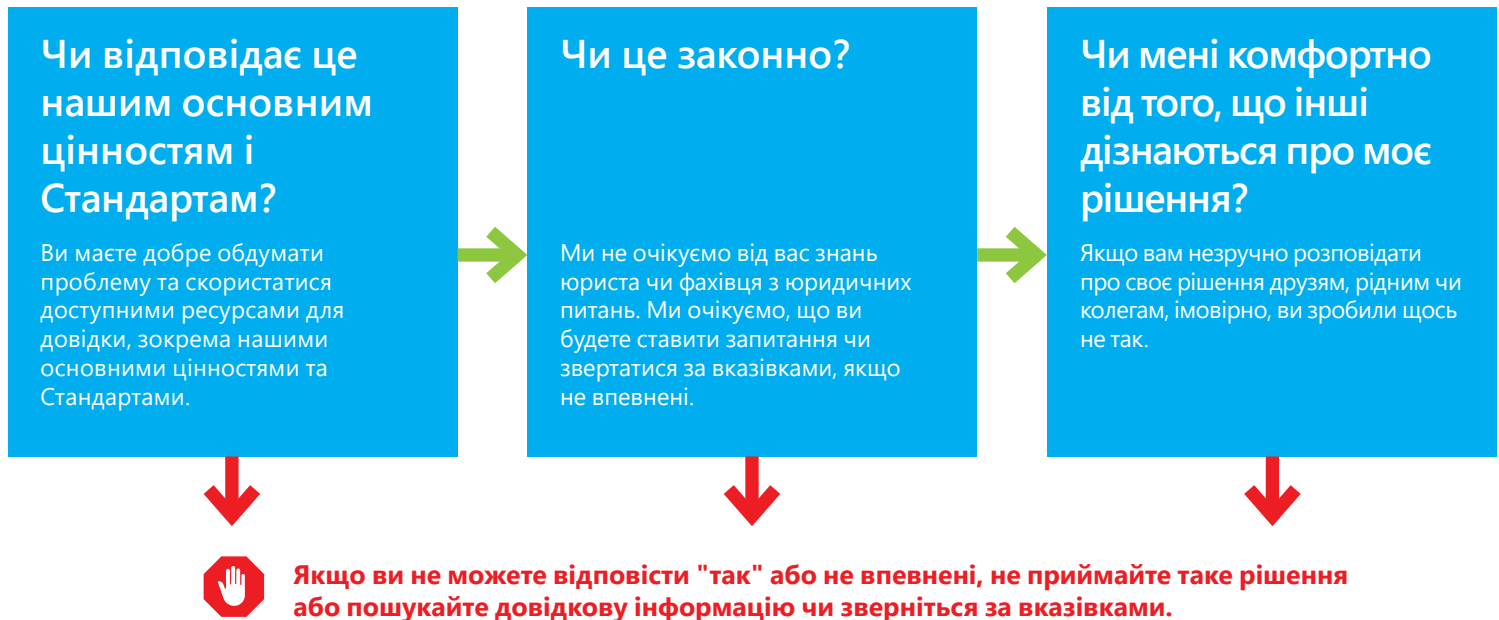 Чи відповідає це
нашим основним
цінностям і
Стандартам?
Ви маєте добре обдумати
проблему та скористатися
доступними ресурсами для
довідки, зокрема нашими
основними цінностями та
Стандартами.
Чи це законно?
Ми не очікуємо від вас знань
юриста чи фахівця з юридичних
питань. Ми очікуємо, що ви
будете ставити запитання чи
звертатися за вказівками, якщо
не впевнені.
Чи мені комфортно
від того, що інші
дізнаються про моє
рішення?
Якщо вам незручно розповідати
про своє рішення друзям, рідним чи
колегам, імовірно, ви зробили щось
не так.
Якщо ви не можете відповісти "так" або не впевнені, не приймайте таке рішення
або пошукайте довідкову інформацію чи зверніться за вказівками.